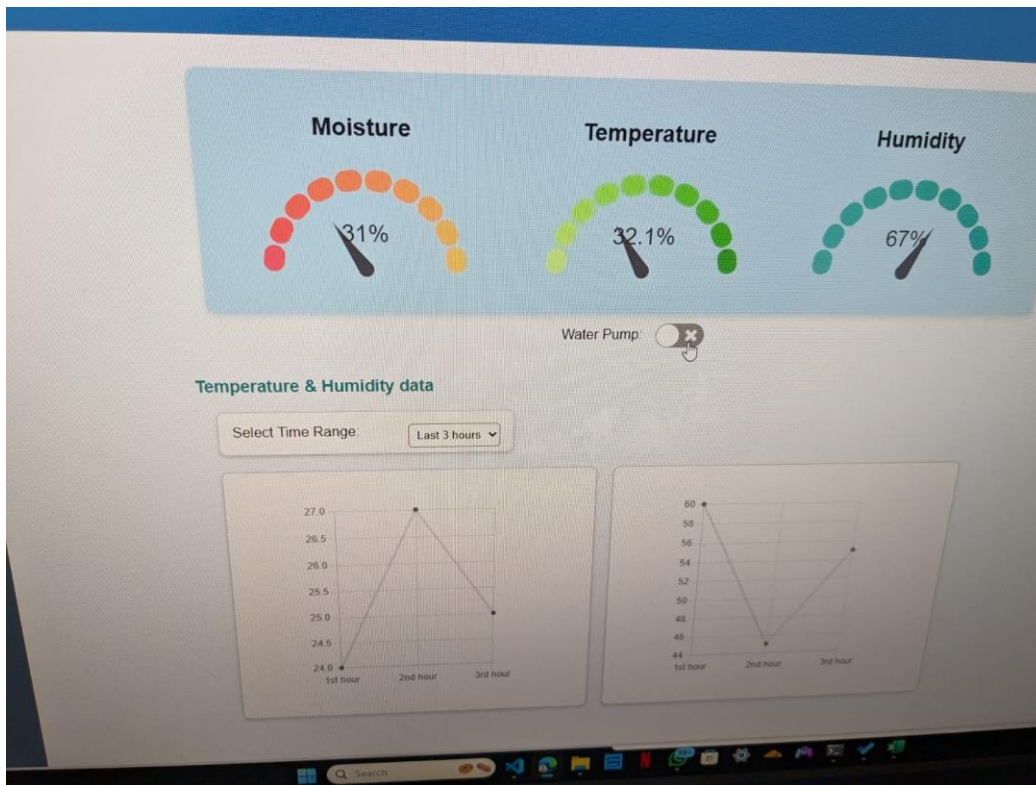 Moisture
Temperature
Humidity
31%
32.1%
67%
Water Pump:
Temperature & Humidity data
Select Time Range:
Last 3 hours
27.0
26.5
26.0
25.5
25.0
24.5
24.0
1st hour 2nd hour 3rd hour
60
58
56
54
52
50
48
46
44
1st hour 2nd hour 3rd hour
Search